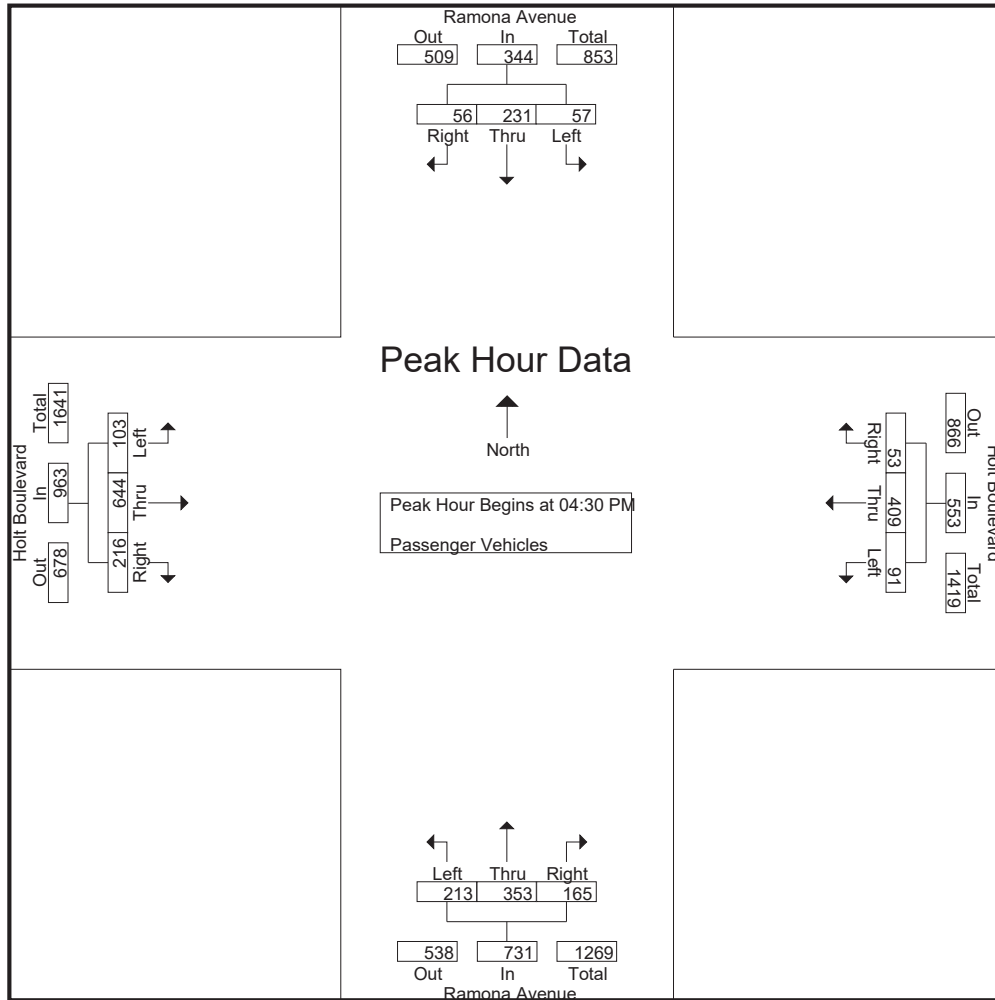 Ramona Avenue
Out In Total
509 344 853
56 231 57
Right Thru Left
Peak Hour Data
North
Peak Hour Begins at 04:30 PM
Passenger Vehicles
Holt Boulevard
Out In Total
678 963 1641
216 644 103
Right Thru Left
Holt Boulevard
Out In Total
866 553 1419
53 409 91
Right Thru Left
Left Thru Right
213 353 165
538 731 1269
Out In Total
Ramona Avenue